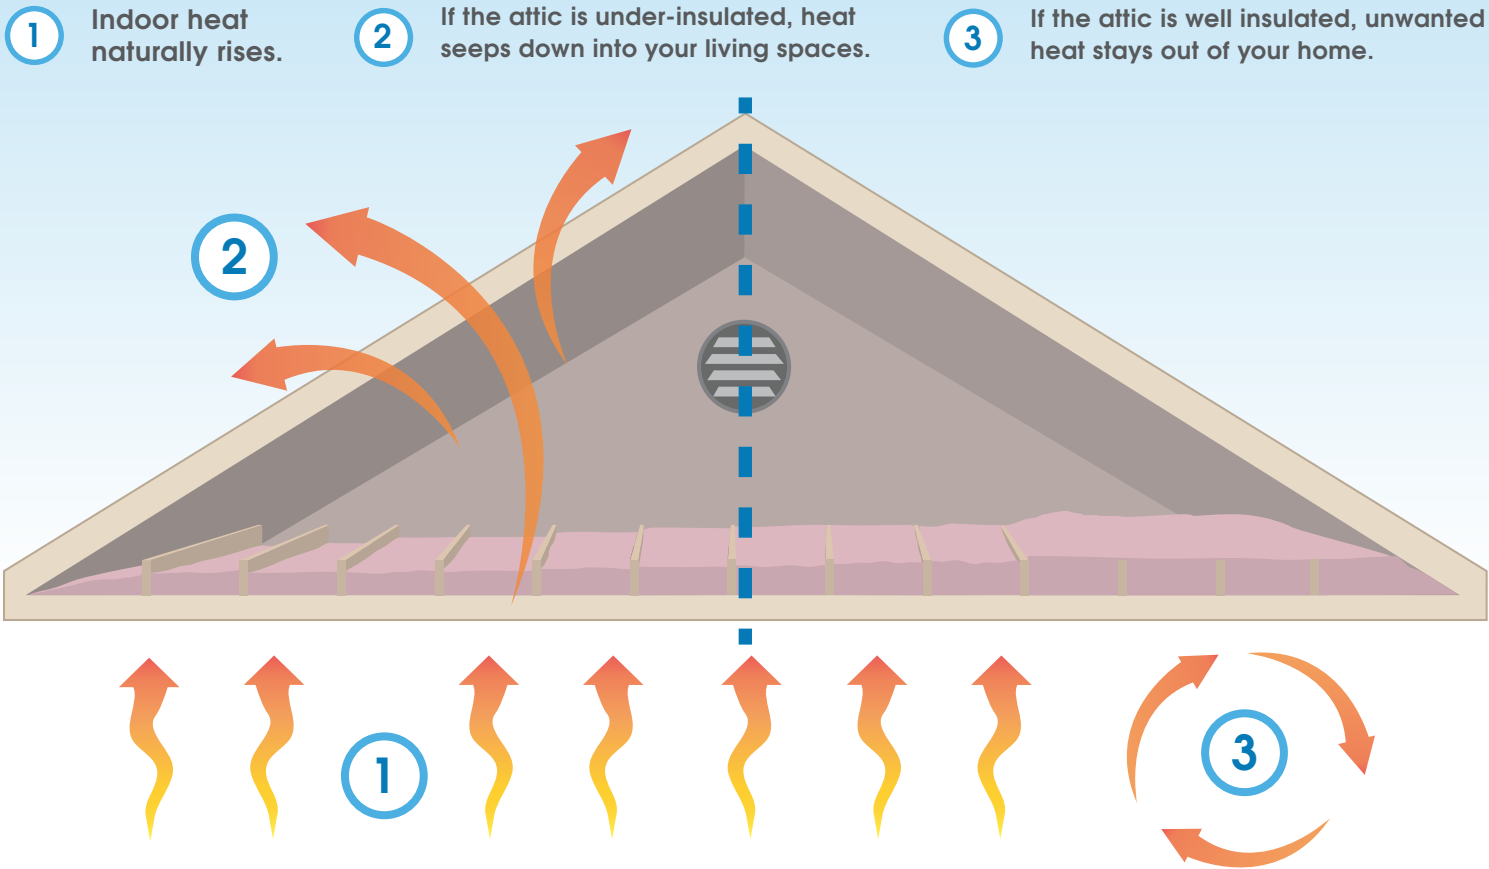 1
Indoor heat
naturally rises.
2
If the attic is under-insulated, heat
seeps down into your living spaces.
3
If the attic is well insulated, unwanted
heat stays out of your home.
2
1
3